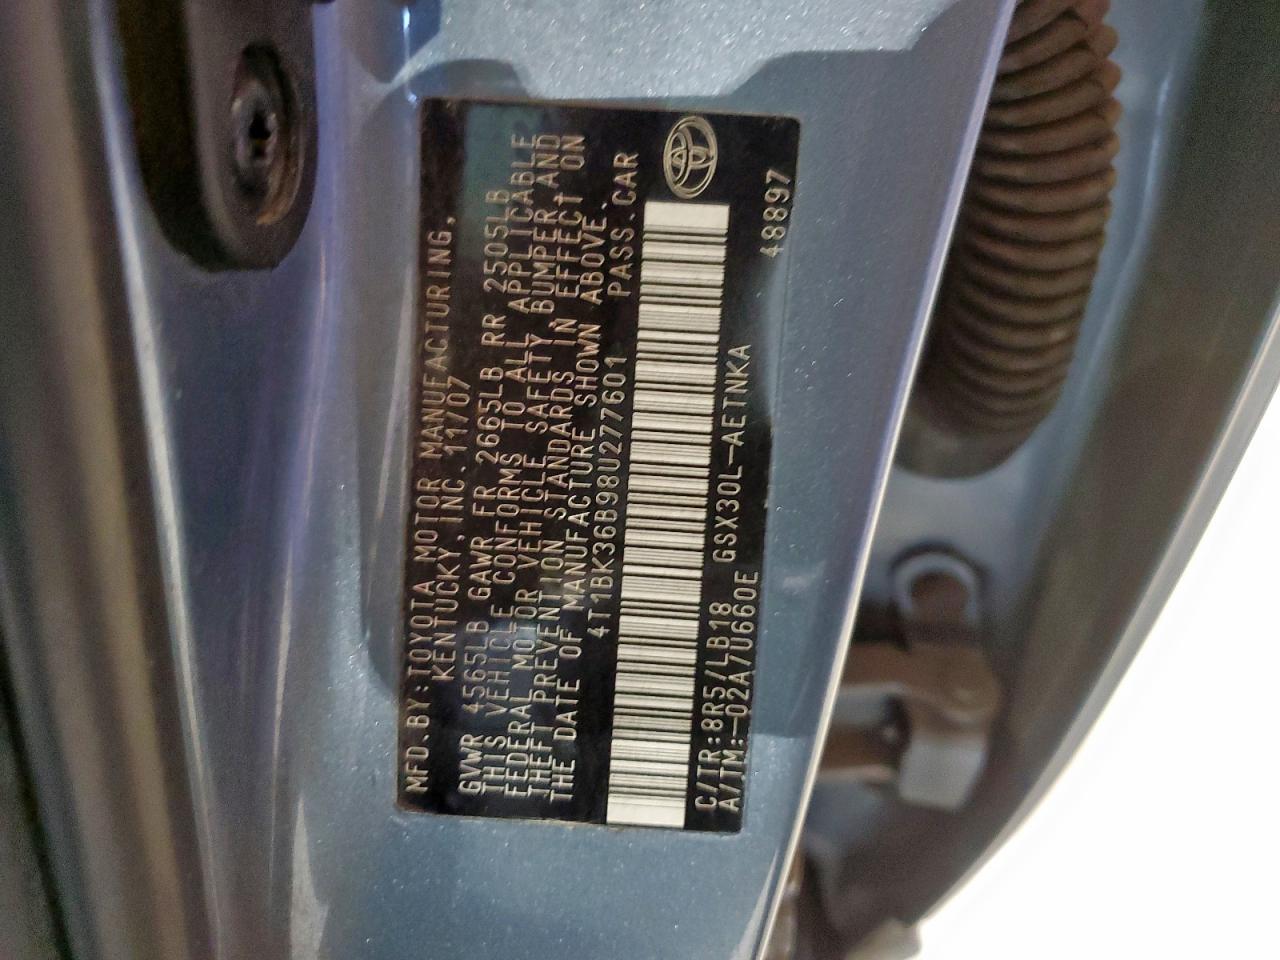 MFD.BY:TOYOTA MOTOR MANUFACTURING,
KENTUCKY,INC. 11/07
GVWR 4565LB GAWR FR 2665LB RR 2505LB
THIS VEHICLE CONFORMS TO ALL APPLICABLE
FEDERAL MOTOR VEHICLE SAFETY BUMPER,AND
THEFT PREVENTION STANDARDS IN EFFECT ON
THE DATE OF MANUFACTURE SHOWN ABOVE.
4T1BK36B98U277601 PASS.CAR
C/TR:8R5/LB18 GSX30L-AETNKA 48897
A/TM:-02A/U660E